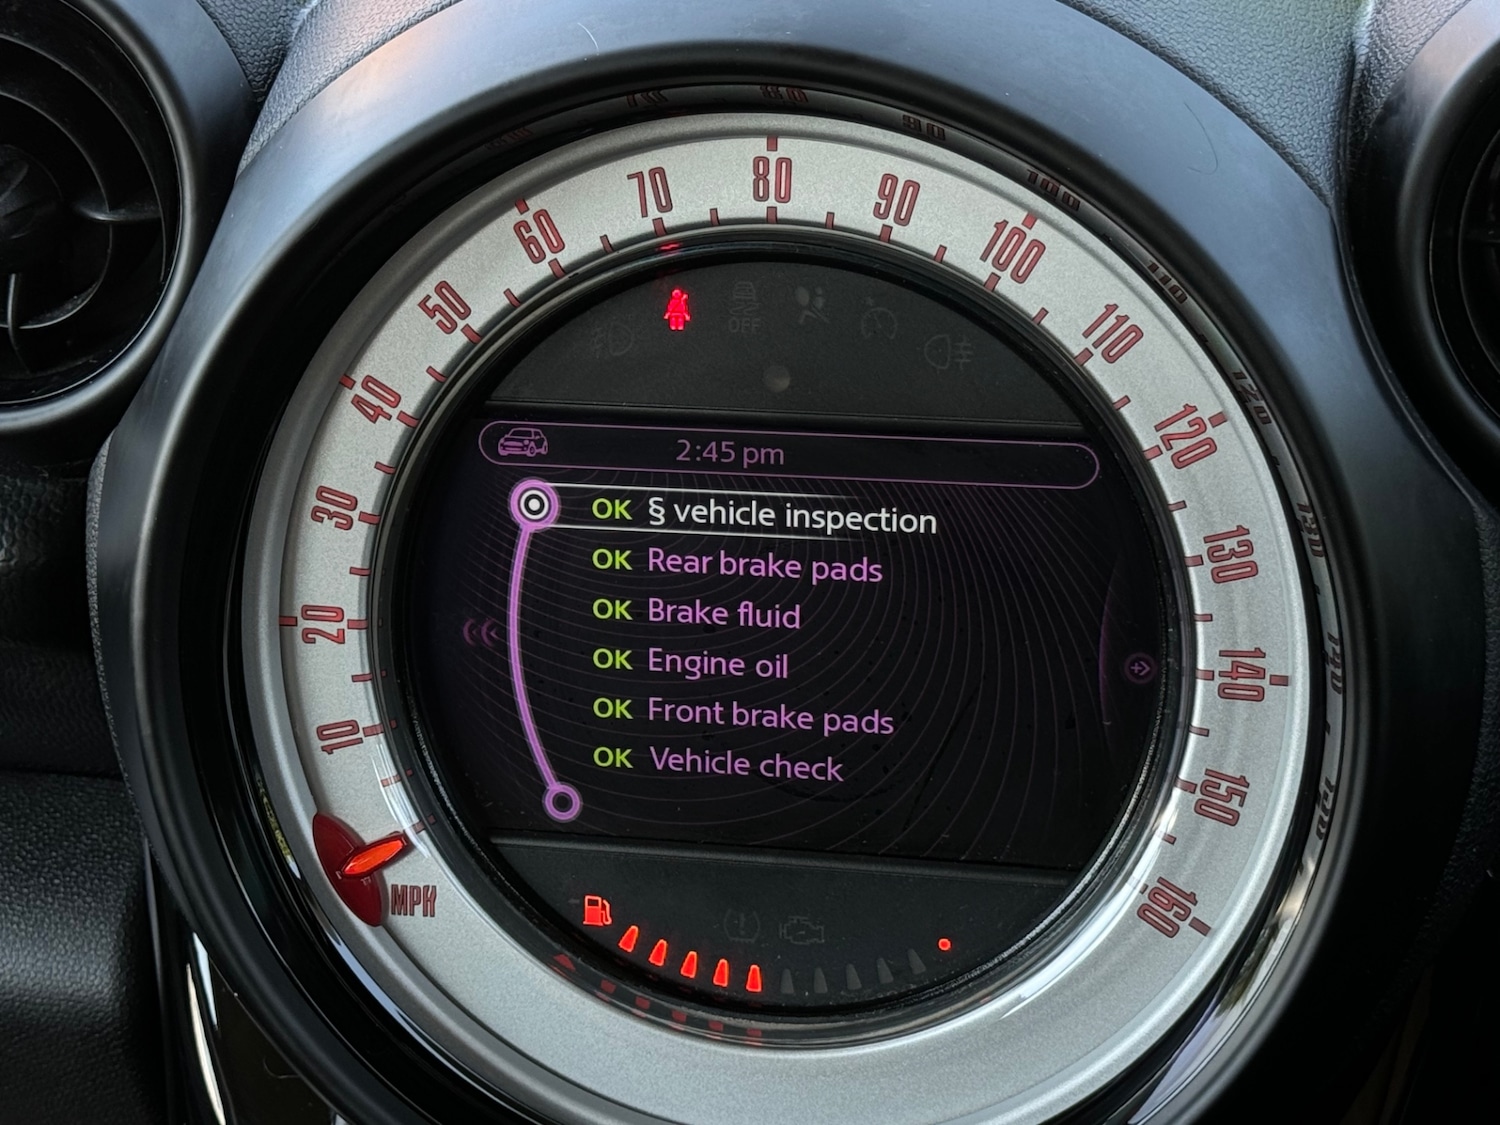 10
20
30
40
50
60
70
80
90
100
110
120
130
140
150
160
MPH
OFF
2:45 pm
OK § vehicle inspection
OK Rear brake pads
OK Brake fluid
OK Engine oil
OK Front brake pads
OK Vehicle check